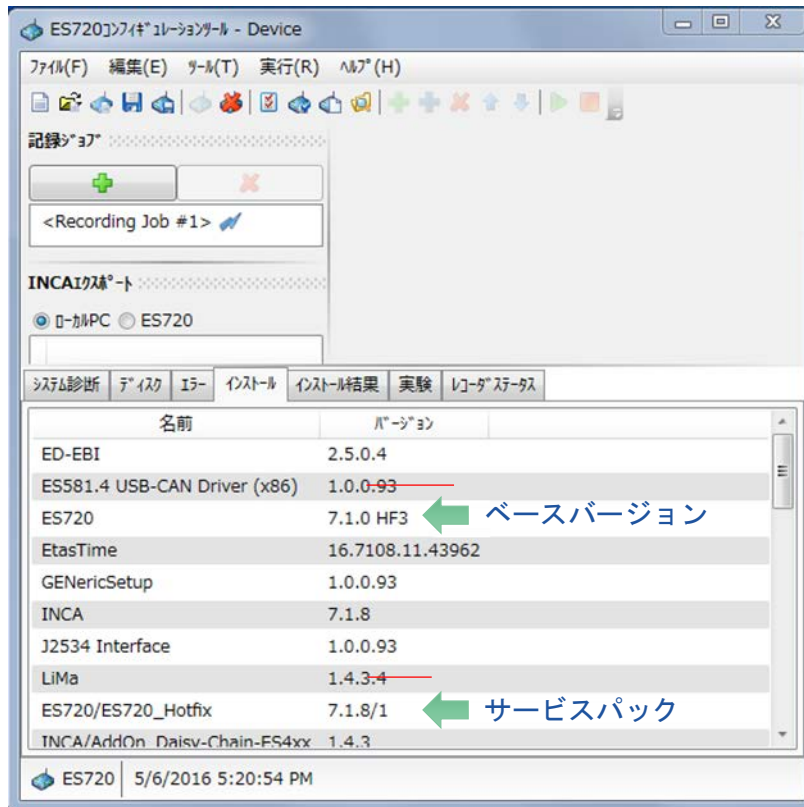 ES720ｺﾝﾌｨｷﾞｭﾚｰｼｮﾝﾂｰﾙ - Device
ﾌｧｲﾙ(F) 編集(E) ﾂｰﾙ(T) 実行(R) ﾍﾙﾌﾟ(H)
記録ｼﾞｮﾌﾞ
<Recording Job #1>
INCAｴｸｽﾎﾟｰﾄ
ﾛｰｶﾙPC ES720
ｼｽﾃﾑ診断 ﾃﾞｨｽｸ ｴﾗｰ ｲﾝｽﾄｰﾙ ｲﾝｽﾄｰﾙ結果 実験 ﾚｺｰﾀﾞｽﾃｰﾀｽ
名前 ﾊﾞｰｼﾞｮﾝ
ED-EBI 2.5.0.4
ES581.4 USB-CAN Driver (x86) 1.0.0.93
ES720 7.1.0 HF3 ベースバージョン
EtasTime 16.7108.11.43962
GENericSetup 1.0.0.93
INCA 7.1.8
J2534 Interface 1.0.0.93
LiMa 1.4.3.4
ES720/ES720_Hotfix 7.1.8/1 サービスパック
INCA/AddOn_Daisy-Chain-ES4xx 1.4.3
ES720 5/6/2016 5:20:54 PM